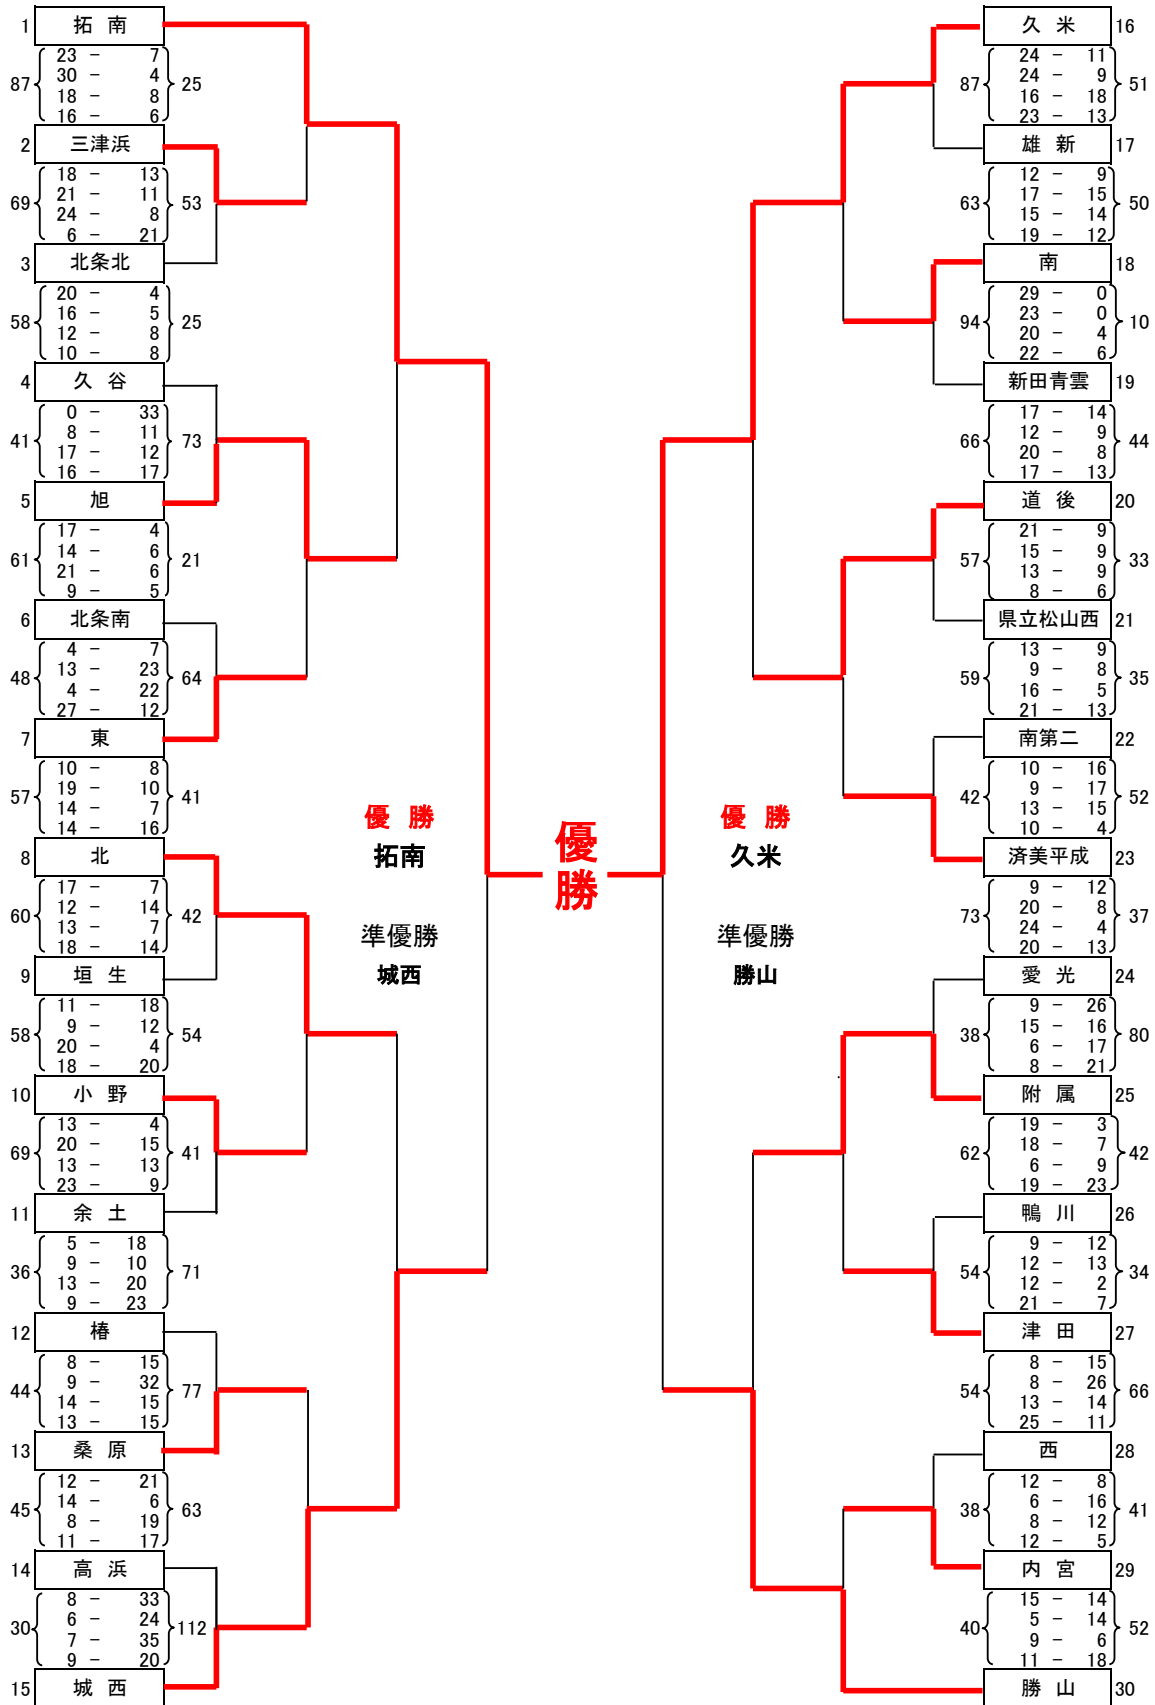 1 拓 南
87 23 - 7 25
30 - 4
18 - 8
16 - 6
2 三津浜
69 18 - 13 53
21 - 11
24 - 8
6 - 21
3 北条北
58 20 - 4 25
16 - 5
12 - 8
10 - 8
4 久 谷
41 0 - 33 73
8 - 11
17 - 12
16 - 17
5 旭
61 17 - 4 21
14 - 6
21 - 6
9 - 5
6 北条南
48 4 - 7 64
13 - 23
4 - 22
27 - 12
7 東
57 10 - 8 41
19 - 10
14 - 7
14 - 16
8 北
60 17 - 7 42
12 - 14
13 - 7
18 - 14
9 垣 生
58 11 - 18 54
9 - 12
20 - 4
18 - 20
10 小 野
69 13 - 4 41
20 - 15
13 - 13
23 - 9
11 余 土
36 5 - 18 71
9 - 10
13 - 20
9 - 23
12 椿
44 8 - 15 77
9 - 32
14 - 15
13 - 15
13 桑 原
45 12 - 21 63
14 - 6
8 - 19
11 - 17
14 高 浜
30 8 - 33 112
6 - 24
7 - 35
9 - 20
15 城 西
優 勝
拓南
準優勝
城西
優勝
優 勝
久米
準優勝
勝山
久 米 16
87 24 - 11 51
24 - 9
16 - 18
23 - 13
雄 新 17
63 12 - 9 50
17 - 15
15 - 14
19 - 12
南 18
94 29 - 0 10
23 - 0
20 - 4
22 - 6
新田青雲 19
66 17 - 14 44
12 - 9
20 - 8
17 - 13
道 後 20
57 21 - 9 33
15 - 9
13 - 9
8 - 6
県立松山西 21
59 13 - 9 35
9 - 8
16 - 5
21 - 13
南第二 22
42 10 - 16 52
9 - 17
13 - 15
10 - 4
済美平成 23
73 9 - 12 37
20 - 8
24 - 4
20 - 13
愛 光 24
38 9 - 26 80
15 - 16
6 - 17
8 - 21
附 属 25
62 19 - 3 42
18 - 7
6 - 9
19 - 23
鴨 川 26
54 9 - 12 34
12 - 13
12 - 2
21 - 7
津 田 27
54 8 - 15 66
8 - 26
13 - 14
25 - 11
西 28
38 12 - 8 41
6 - 16
8 - 12
12 - 5
内 宮 29
40 15 - 14 52
5 - 14
9 - 6
11 - 18
勝 山 30